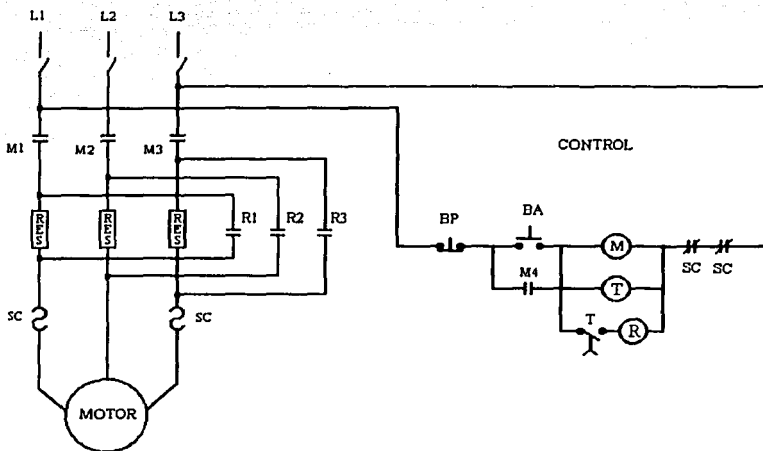 L1 L2 L3
CONTROL
M1 M2 M3
RES RES RES R1 R2 R3
BP BA M
SC SC
M4 T
T R
SC SC
MOTOR